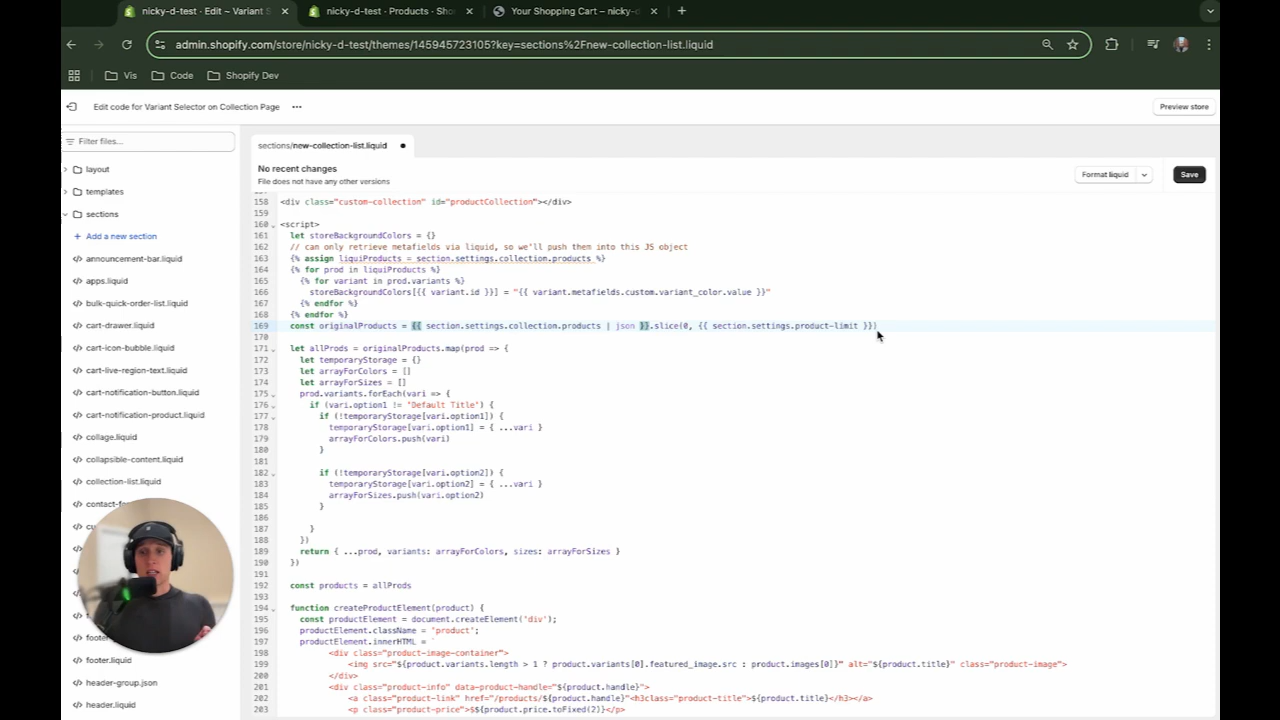 nicky-d-test · Edit ~ Variant S
nicky-d-test · Products · Sho
Your Shopping Cart – nicky-d
admin.shopify.com/store/nicky-d-test/themes/145945723105?key=sections%2Fnew-collection-list.liquid
Vis
Code
Shopify Dev
Edit code for Variant Selector on Collection Page
Preview store
Filter files...
sections/new-collection-list.liquid
layout
No recent changes
File does not have any other versions
Format liquid
Save
templates
sections
+ Add a new section
announcement-bar.liquid
apps.liquid
bulk-quick-order-list.liquid
cart-drawer.liquid
cart-icon-bubble.liquid
cart-live-region-text.liquid
cart-notification-button.liquid
cart-notification-product.liquid
collage.liquid
collapsible-content.liquid
collection-list.liquid
contact-fo
footer
footer.liquid
header-group.json
header.liquid
158 <div class="custom-collection" id="productCollection"></div>
159
160 <script>
161 let storeBackgroundColors = {}
162 // can only retrieve metafields via liquid, so we'll push them into this JS object
163 {% assign liquiProducts = section.settings.collection.products %}
164 {% for prod in liquiProducts %}
165 {% for variant in prod.variants %}
166 storeBackgroundColors[{{ variant.id }}] = "{{ variant.metafields.custom.variant_color.value }}"
167 {% endfor %}
168 {% endfor %}
169 const originalProducts = {{ section.settings.collection.products | json }}.slice(0, {{ section.settings.product-limit }})
170
171 let allProds = originalProducts.map(prod => {
172 let temporaryStorage = {}
173 let arrayForColors = []
174 let arrayForSizes = []
175 prod.variants.forEach(vari => {
176 if (vari.option1 != 'Default Title') {
177 if (!temporaryStorage[vari.option1]) {
178 temporaryStorage[vari.option1] = { ...vari }
179 arrayForColors.push(vari)
180 }
181
182 if (!temporaryStorage[vari.option2]) {
183 temporaryStorage[vari.option2] = { ...vari }
184 arrayForSizes.push(vari.option2)
185 }
186
187 }
188 })
189 return { ...prod, variants: arrayForColors, sizes: arrayForSizes }
190 })
191
192 const products = allProds
193
194 function createProductElement(product) {
195 const productElement = document.createElement('div');
196 productElement.className = 'product';
197 productElement.innerHTML = `
198 <div class="product-image-container">
199 <img src="${product.variants.length > 1 ? product.variants[0].featured_image.src : product.images[0]}" alt="${product.title}" class="product-image">
200 </div>
201 <div class="product-info" data-product-handle="${product.handle}">
202 <a class="product-link" href="/products/${product.handle}"<h3class="product-title">${product.title}</h3></a>
203 <p class="product-price">$${product.price.toFixed(2)}</p>